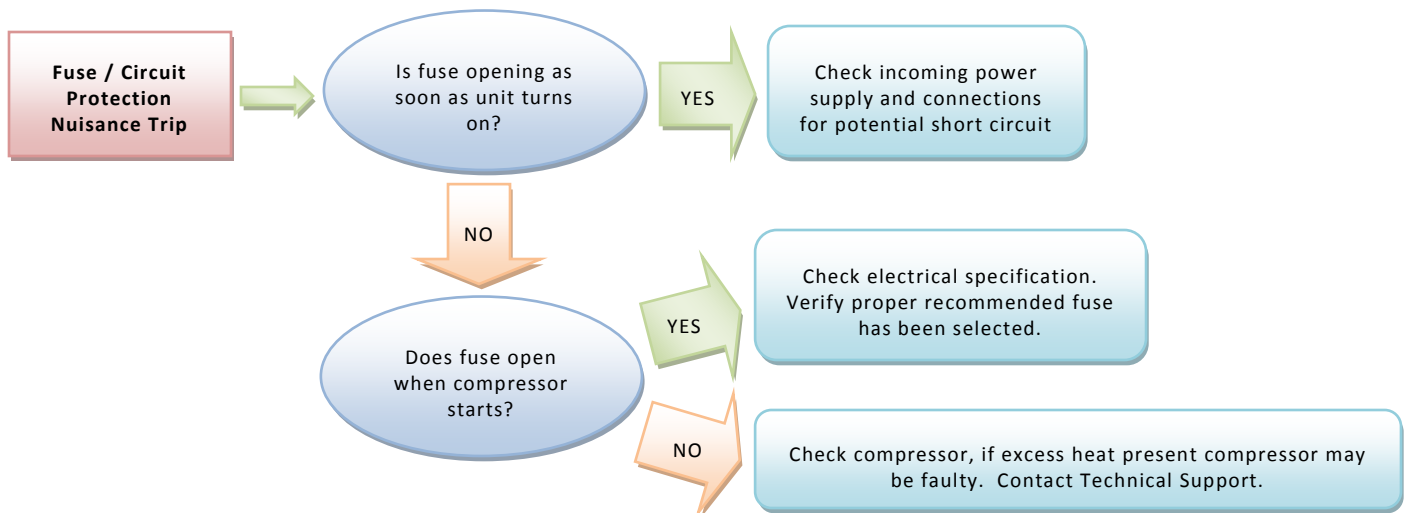 Fuse / Circuit
Protection
Nuisance Trip
Is fuse opening as
soon as unit turns
on?
YES
Check incoming power
supply and connections
for potential short circuit
NO
Does fuse open
when compressor
starts?
YES
Check electrical specification.
Verify proper recommended fuse
has been selected.
NO
Check compressor, if excess heat present compressor may
be faulty.  Contact Technical Support.